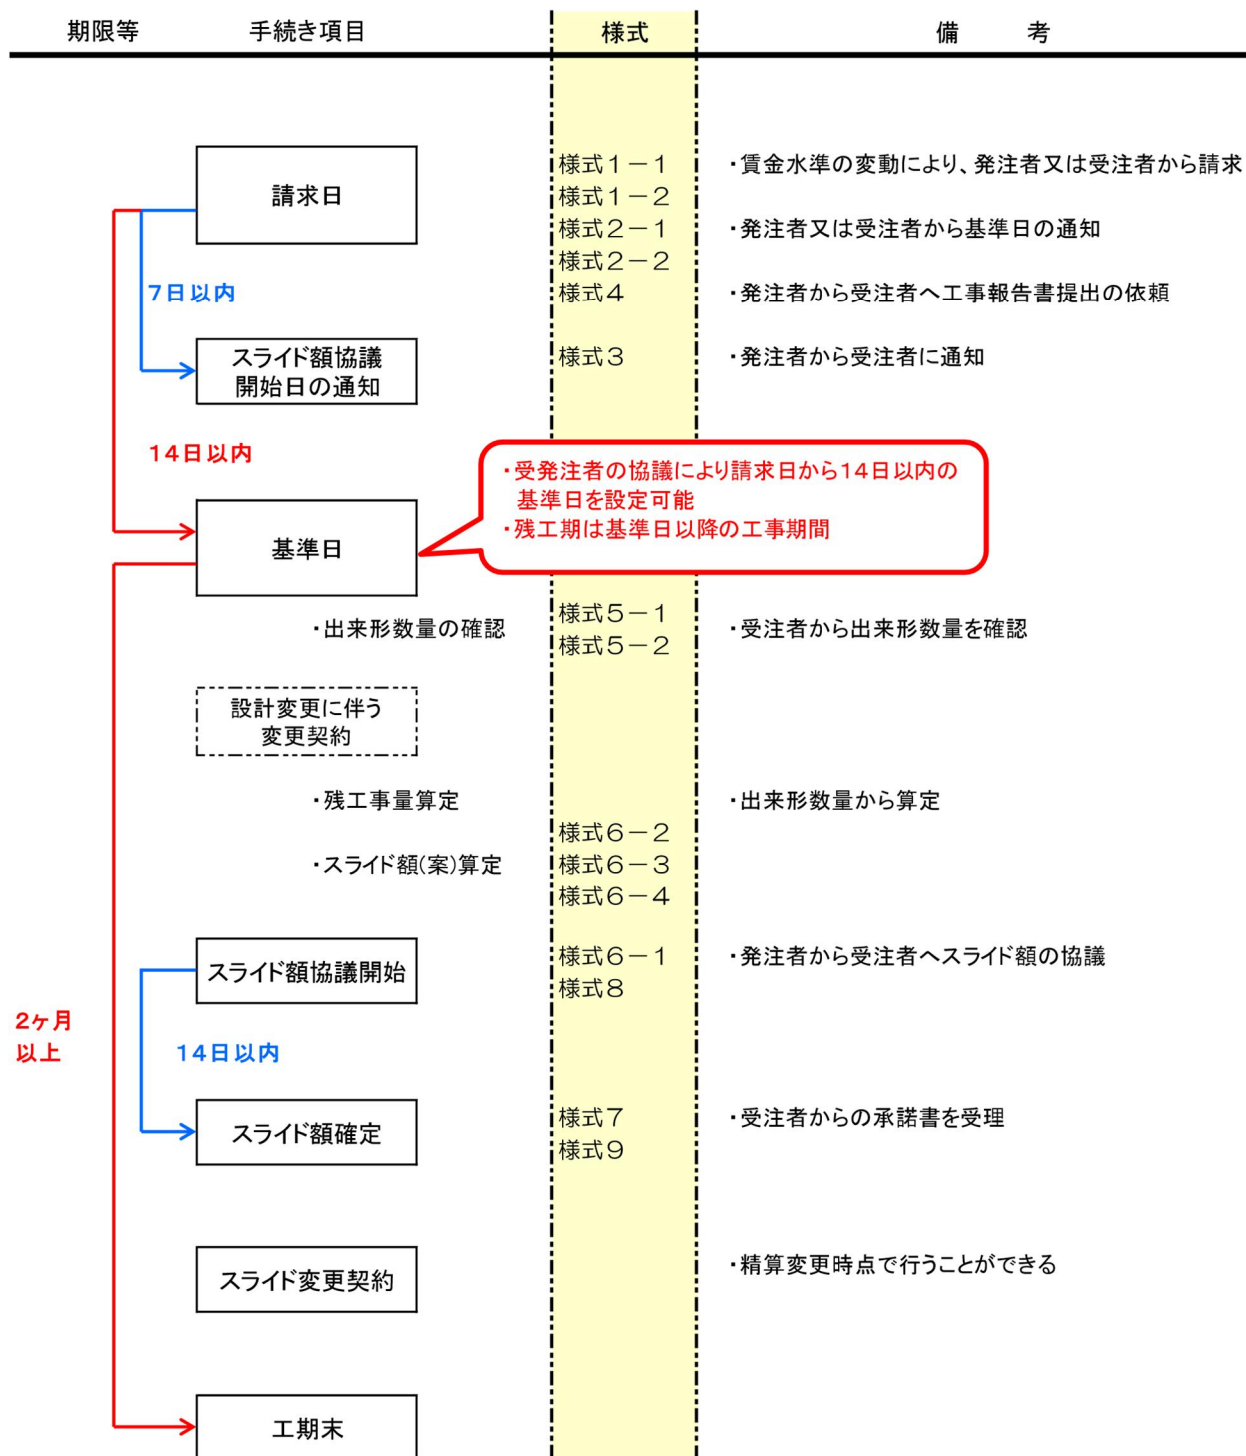 期限等 手続き項目 様式 備 考
請求日
様式1－1 ・賃金水準の変動により、発注者又は受注者から請求
様式1－2
様式2－1 ・発注者又は受注者から基準日の通知
様式2－2
7日以内 様式4 ・発注者から受注者へ工事報告書提出の依頼
スライド額協議
開始日の通知
様式3 ・発注者から受注者に通知
14日以内
・受発注者の協議により請求日から14日以内の
基準日を設定可能
・残工期は基準日以降の工事期間
基準日
・出来形数量の確認
様式5－1
様式5－2
・受注者から出来形数量を確認
設計変更に伴う
変更契約
・残工事量算定 ・出来形数量から算定
様式6－2
・スライド額(案)算定 様式6－3
様式6－4
スライド額協議開始
様式6－1 ・発注者から受注者へスライド額の協議
様式8
2ヶ月
以上
14日以内
スライド額確定
様式7 ・受注者からの承諾書を受理
様式9
スライド変更契約 ・精算変更時点で行うことができる
工期末